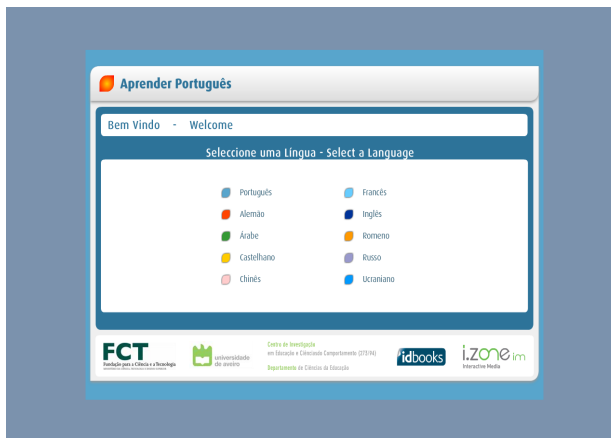 Aprender Português
Bem Vindo - Welcome
Seleccione uma Língua - Select a Language
Português
Alemão
Árabe
Castelhano
Chinês
Francês
Inglês
Romeno
Russo
Ucraniano
FCT
Fundação para a Ciência e a Tecnologia
universidade
de aveiro
Centro de Investigação
em Educação e Ciências do Comportamento
Departamento de Ciências da Educação
idbooks
i.zone im
Interactive Media